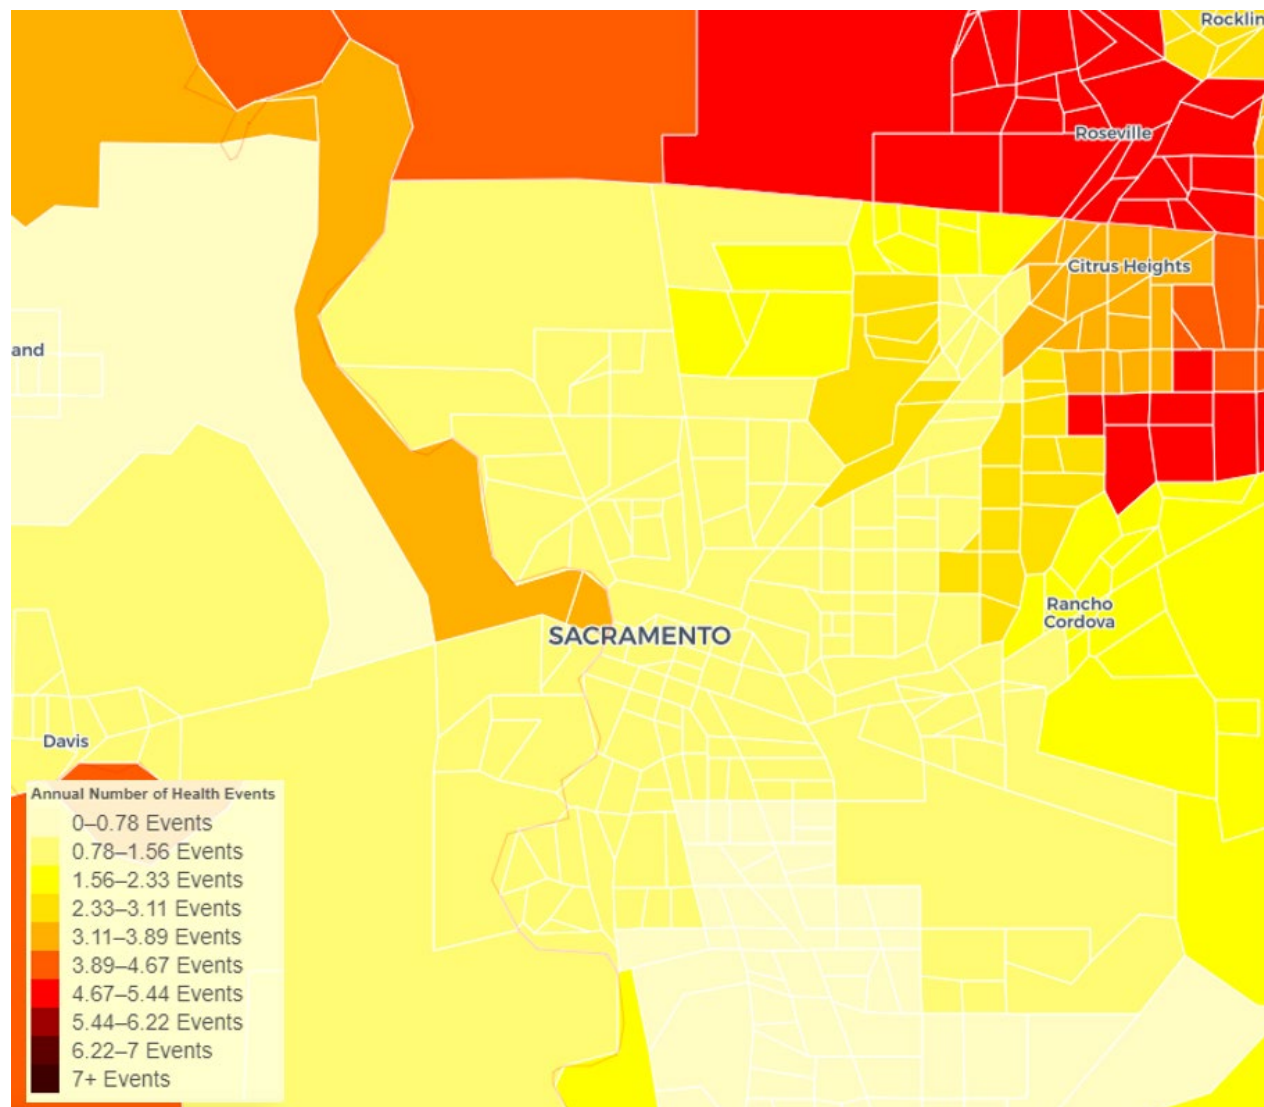 Rocklin
Roseville
Citrus Heights
and
Rancho
Cordova
SACRAMENTO
Davis
Annual Number of Health Events
0–0.78 Events
0.78–1.56 Events
1.56–2.33 Events
2.33–3.11 Events
3.11–3.89 Events
3.89–4.67 Events
4.67–5.44 Events
5.44–6.22 Events
6.22–7 Events
7+ Events